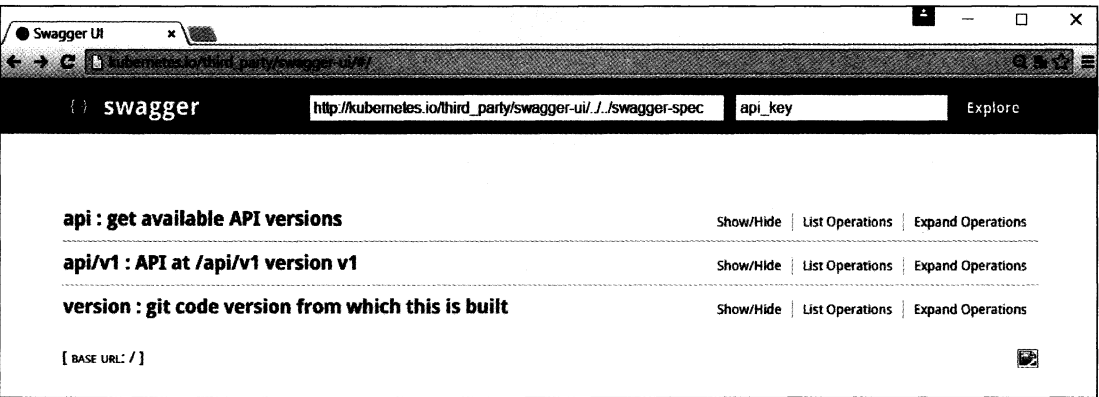 Swagger UI ×
kubernetes.io/third_party/swagger-ui/#/
{ } swagger http://kubernetes.io/third_party/swagger-ui/../../swagger-spec api_key Explore
api : get available API versions Show/Hide List Operations Expand Operations
api/v1 : API at /api/v1 version v1 Show/Hide List Operations Expand Operations
version : git code version from which this is built Show/Hide List Operations Expand Operations
[ BASE URL: / ]